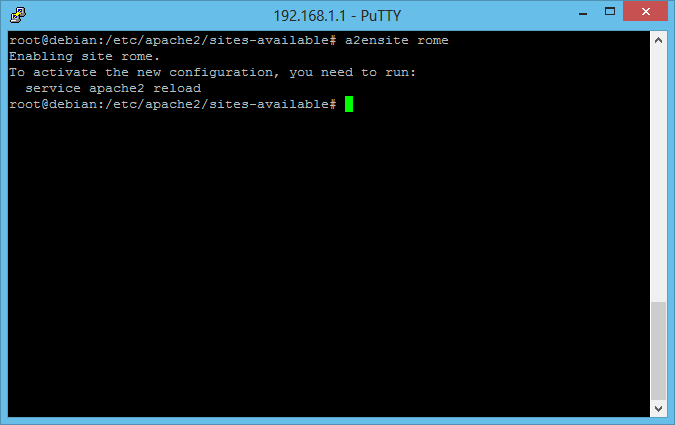 192.168.1.1 - PuTTY
root@debian:/etc/apache2/sites-available# a2ensite rome
Enabling site rome.
To activate the new configuration, you need to run:
  service apache2 reload
root@debian:/etc/apache2/sites-available#